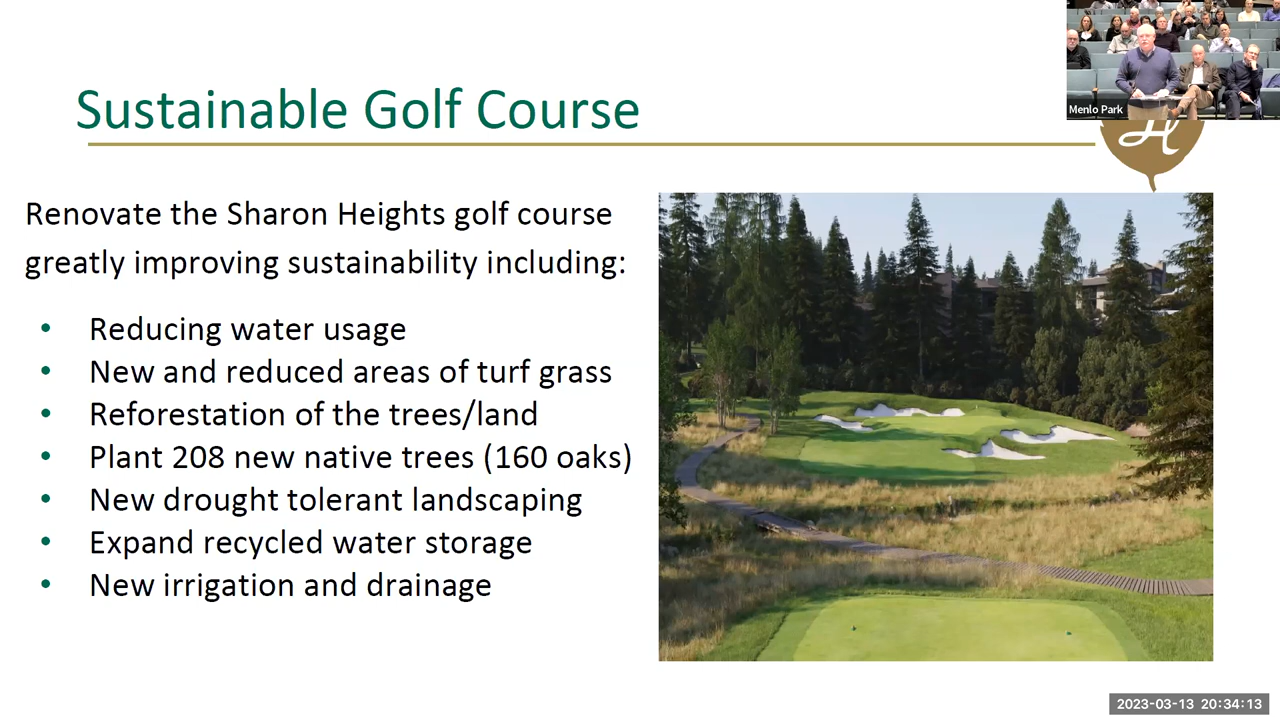 Menlo Park
Sustainable Golf Course
H
Renovate the Sharon Heights golf course
greatly improving sustainability including:
• Reducing water usage
• New and reduced areas of turf grass
• Reforestation of the trees/land
• Plant 208 new native trees (160 oaks)
• New drought tolerant landscaping
• Expand recycled water storage
• New irrigation and drainage
2023-03-13 20:34:13